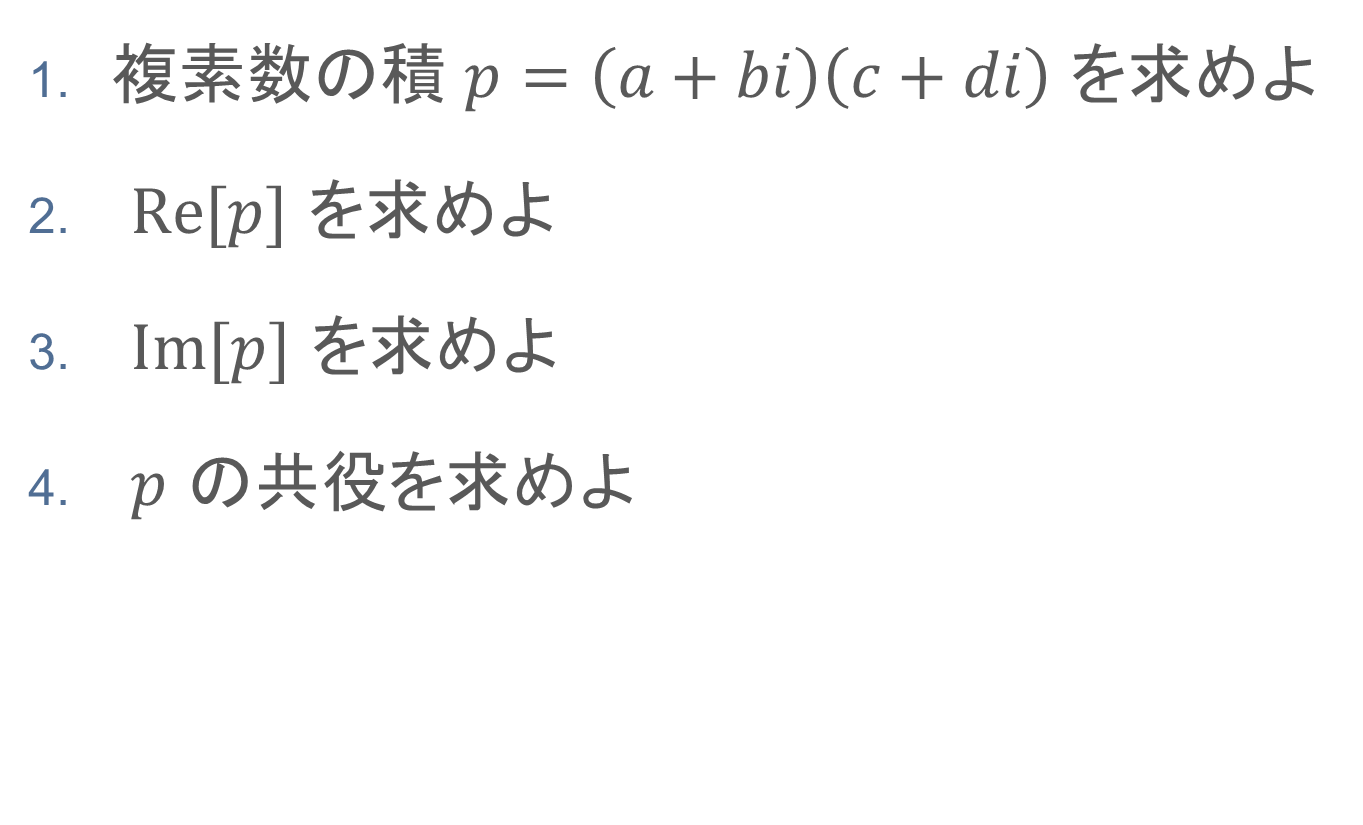 1. 複素数の積 p = (a + bi)(c + di) を求めよ
2. Re[p] を求めよ
3. Im[p] を求めよ
4. p の共役を求めよ